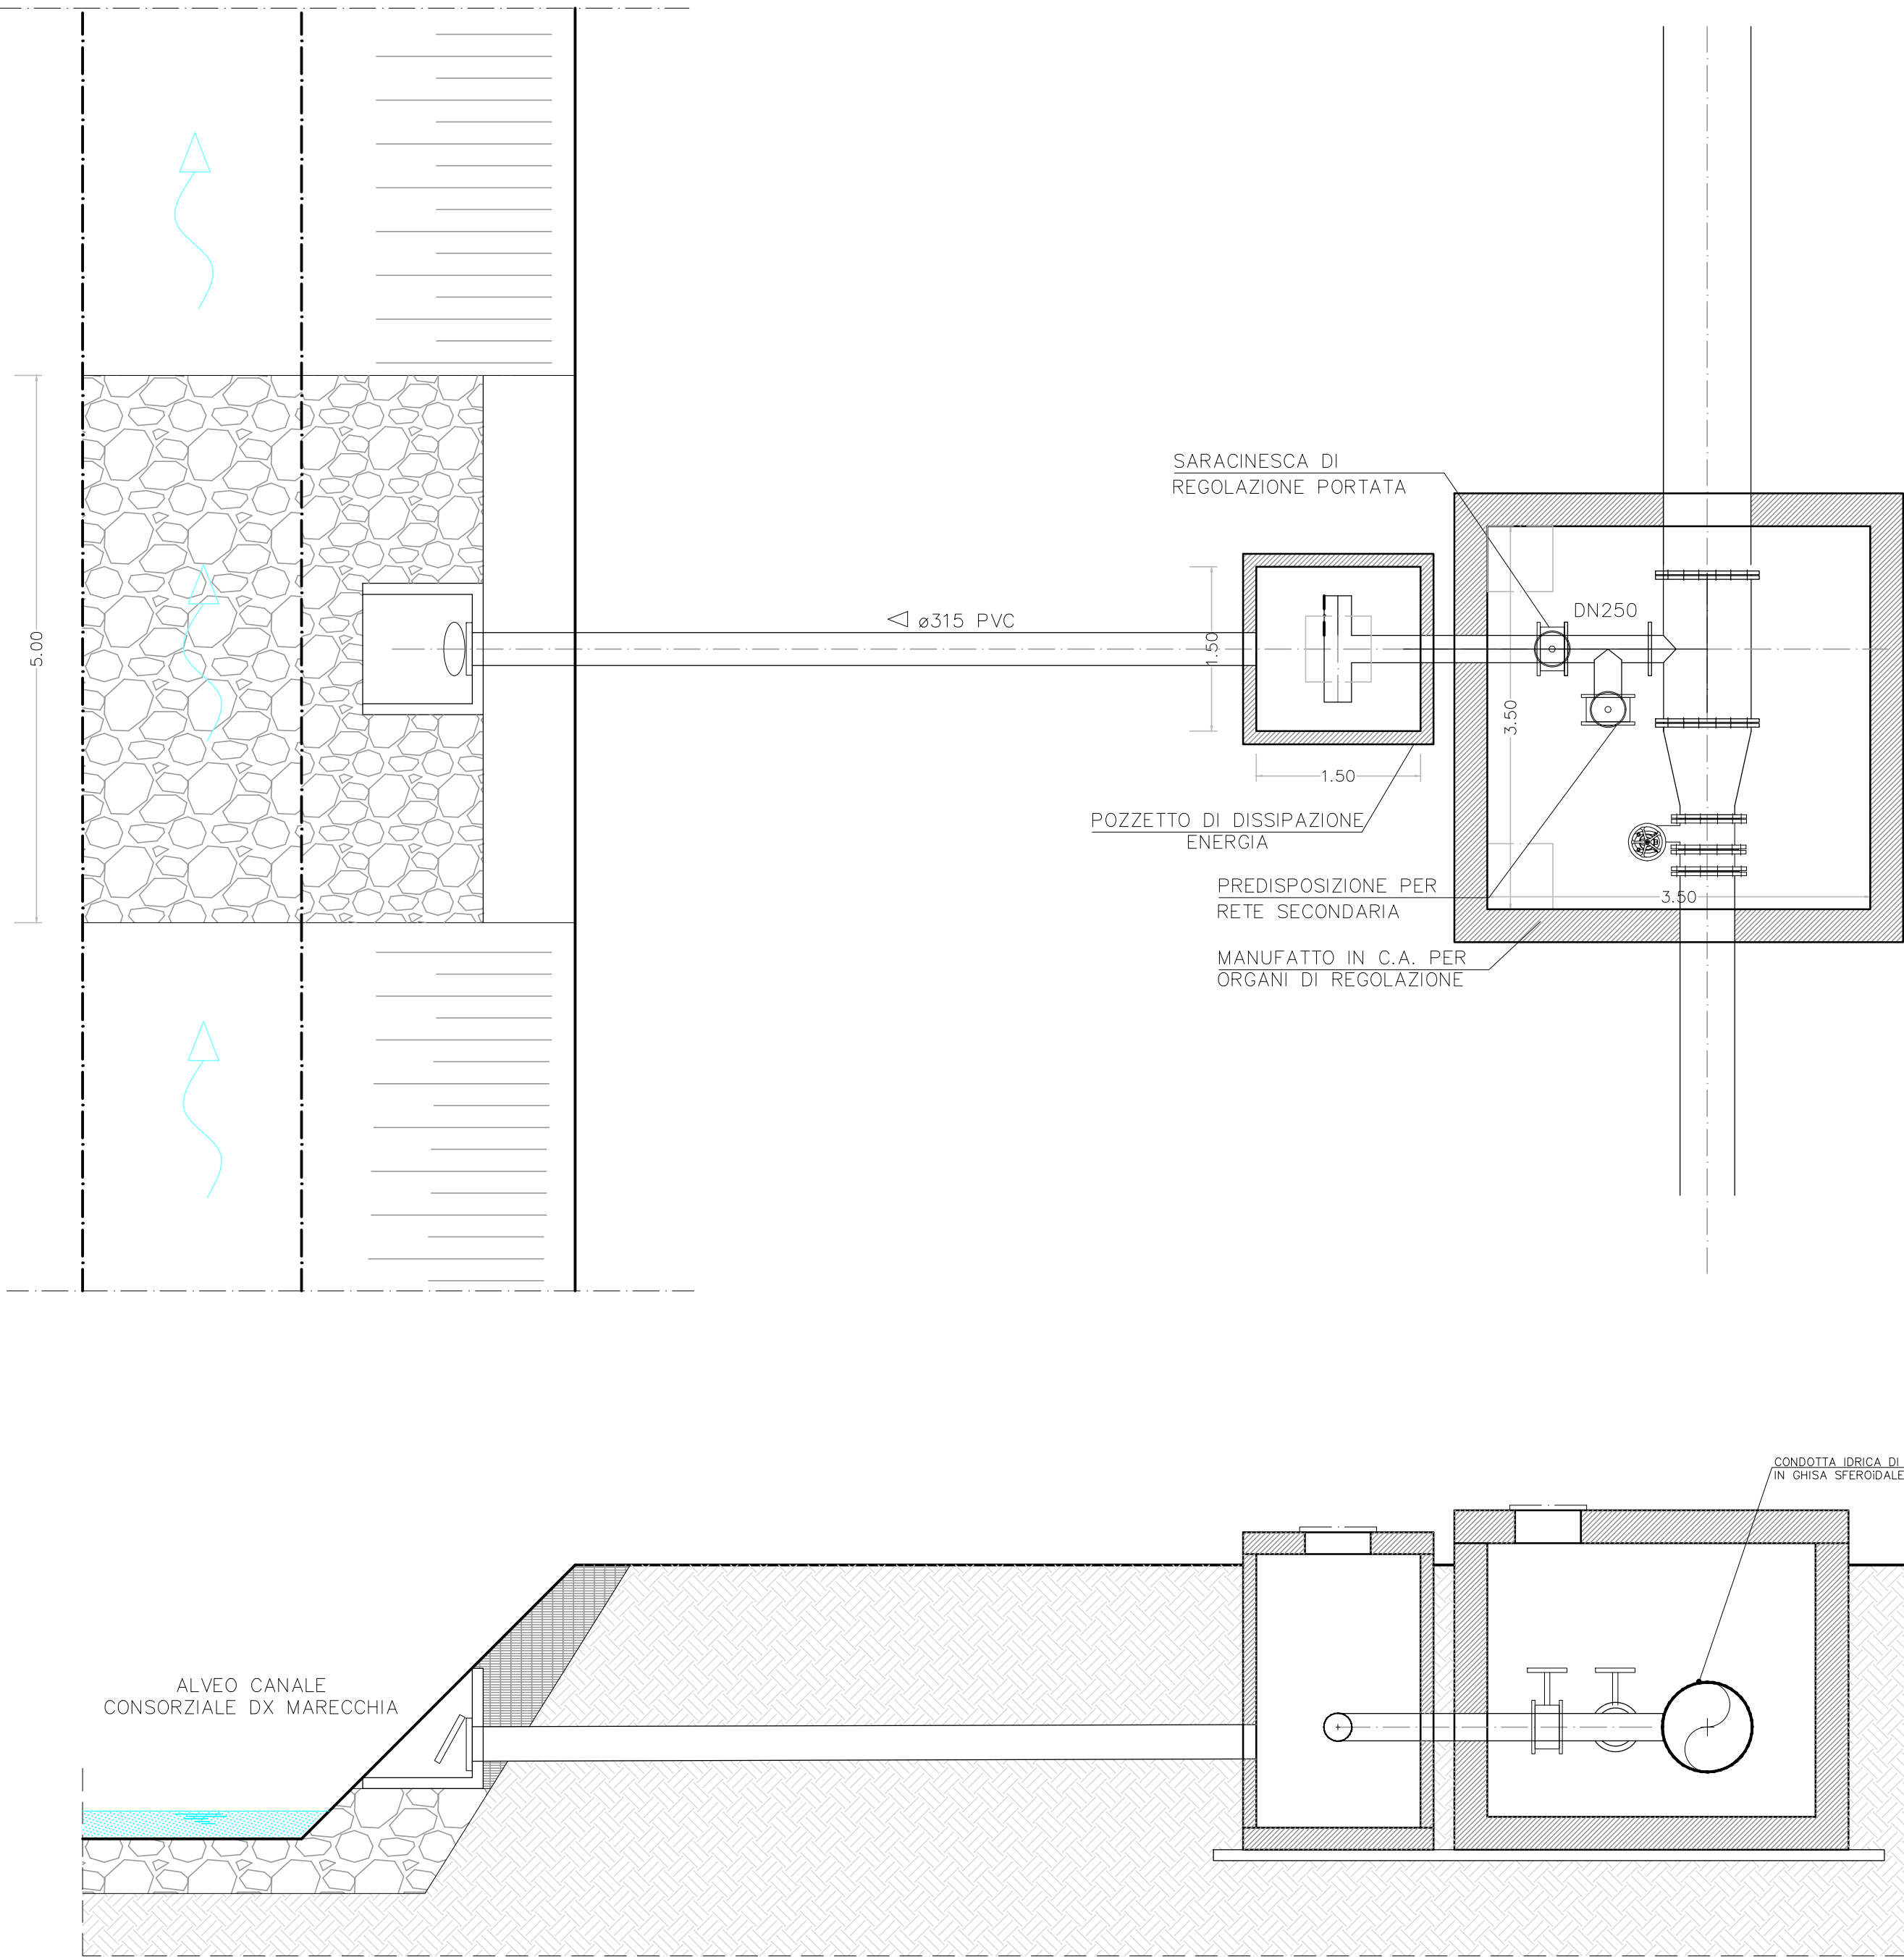 SARACINESCA DI
REGOLAZIONE PORTATA
DN250
ø315 PVC
5.00
1.50
1.50
3.50
3.50
POZZETTO DI DISSIPAZIONE
ENERGIA
PREDISPOSIZIONE PER
RETE SECONDARIA
MANUFATTO IN C.A. PER
ORGANI DI REGOLAZIONE
CONDOTTA IDRICA DI
IN GHISA SFEROiDALE
ALVEO CANALE
CONSORZIALE DX MARECCHIA